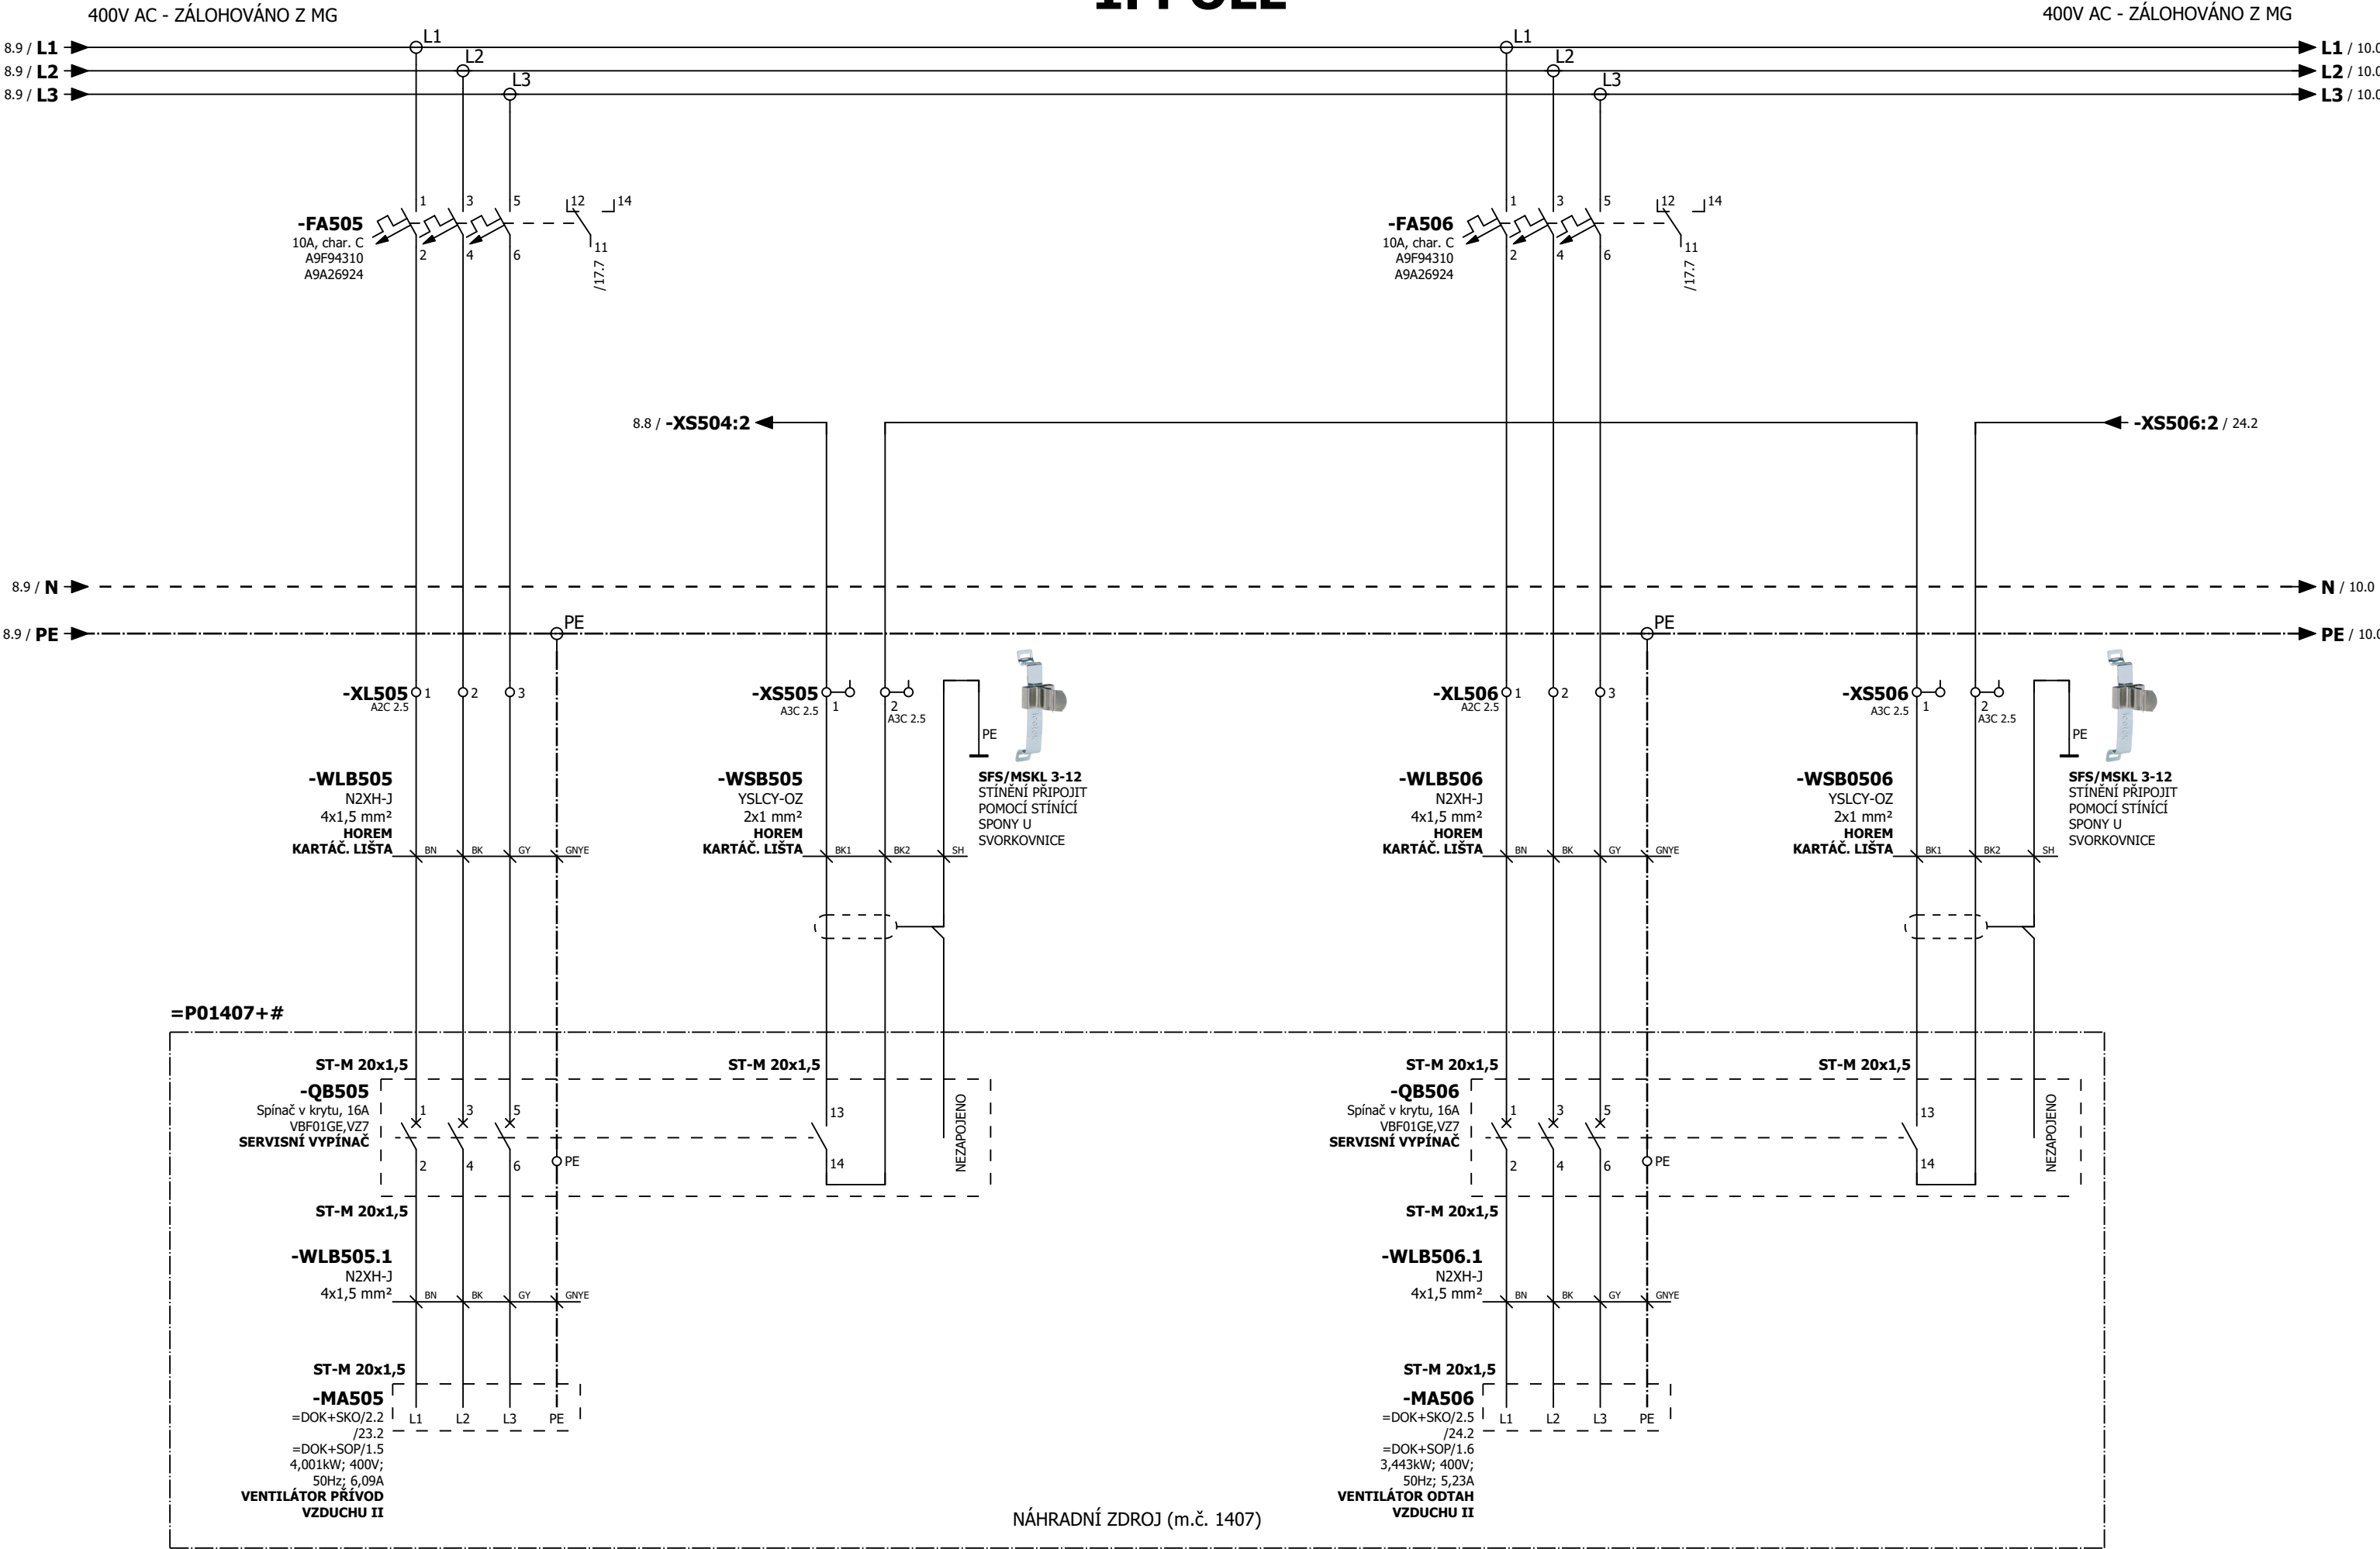 1. POLE
400V AC - ZÁLOHOVÁNO Z MG
400V AC - ZÁLOHOVÁNO Z MG
8.9 / L1
L1
L1
L1 / 10.0
8.9 / L2
L2
L2
L2 / 10.0
8.9 / L3
L3
L3
L3 / 10.0
-FA505
10A, char. C
A9F94310
A9A26924
1
3
5
2
4
6
12
14
11
/17.7
-FA506
10A, char. C
A9F94310
A9A26924
1
3
5
2
4
6
12
14
11
/17.7
8.8 / -XS504:2
-XS506:2 / 24.2
8.9 / N
N / 10.0
8.9 / PE
PE
PE
PE / 10.0
-XL505
A2C 2.5
1
2
3
-XS505
A3C 2.5
1
2
A3C 2.5
PE
-XL506
A2C 2.5
1
2
3
-XS506
A3C 2.5
1
2
A3C 2.5
PE
-WLB505
N2XH-J
4x1,5 mm²
HOREM
KARTÁČ. LIŠTA
BN
BK
GY
GNYE
-WSB505
YSLCY-OZ
2x1 mm²
HOREM
KARTÁČ. LIŠTA
BK1
BK2
SH
SFS/MSKL 3-12
STÍNĚNÍ PŘIPOJIT
POMOCÍ STÍNÍCÍ
SPONY U
SVORKOVNICE
-WLB506
N2XH-J
4x1,5 mm²
HOREM
KARTÁČ. LIŠTA
BN
BK
GY
GNYE
-WSB0506
YSLCY-OZ
2x1 mm²
HOREM
KARTÁČ. LIŠTA
BK1
BK2
SH
SFS/MSKL 3-12
STÍNĚNÍ PŘIPOJIT
POMOCÍ STÍNÍCÍ
SPONY U
SVORKOVNICE
=P01407+#
ST-M 20x1,5
ST-M 20x1,5
-QB505
Spínač v krytu, 16A
VBF01GE,VZ7
SERVISNÍ VYPÍNAČ
1
3
5
2
4
6
PE
13
14
NEZAPOJENO
ST-M 20x1,5
ST-M 20x1,5
ST-M 20x1,5
-QB506
Spínač v krytu, 16A
VBF01GE,VZ7
SERVISNÍ VYPÍNAČ
1
3
5
2
4
6
PE
13
14
NEZAPOJENO
ST-M 20x1,5
-WLB505.1
N2XH-J
4x1,5 mm²
BN
BK
GY
GNYE
-WLB506.1
N2XH-J
4x1,5 mm²
BN
BK
GY
GNYE
ST-M 20x1,5
-MA505
=DOK+SKO/2.2
/23.2
=DOK+SOP/1.5
4,001kW; 400V;
50Hz; 6,09A
VENTILÁTOR PŘÍVOD
VZDUCHU II
L1
L2
L3
PE
ST-M 20x1,5
-MA506
=DOK+SKO/2.5
/24.2
=DOK+SOP/1.6
3,443kW; 400V;
50Hz; 5,23A
VENTILÁTOR ODTAH
VZDUCHU II
L1
L2
L3
PE
NÁHRADNÍ ZDROJ (m.č. 1407)